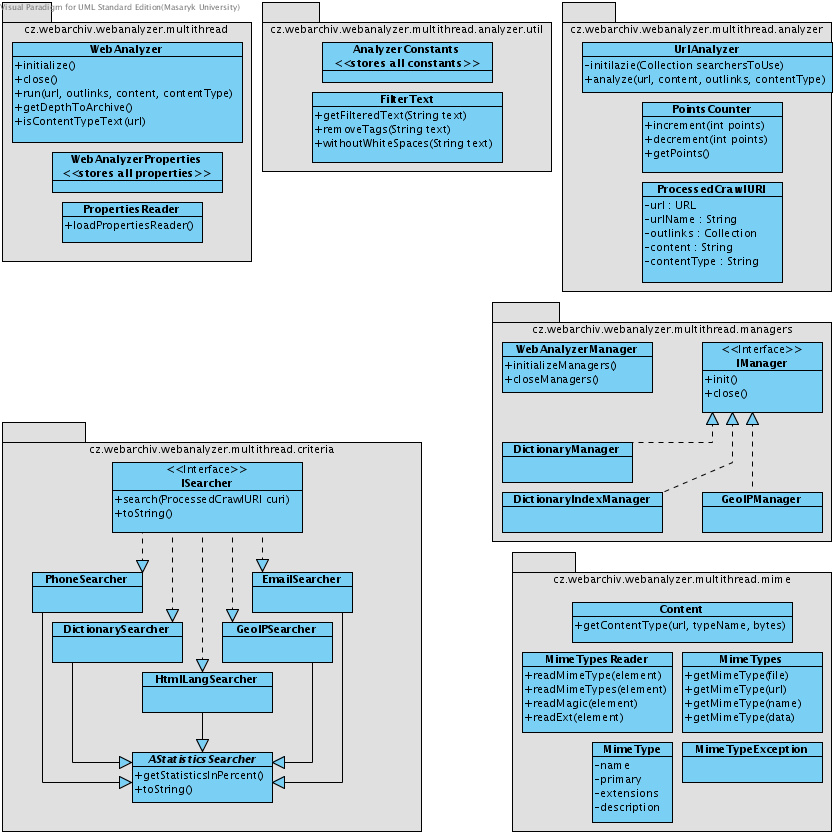 Visual Paradigm for UML Standard Edition(Masaryk University)
cz.webarchiv.webanalyzer.multithread
WebAnalyzer
+initialize()
+close()
+run(url, outlinks, content, contentType)
+getDepthToArchive()
+isContentTypeText(url)
WebAnalyzerProperties
<<stores all properties>>
PropertiesReader
+loadPropertiesReader()
cz.webarchiv.webanalyzer.multithread.analyzer.util
AnalyzerConstants
<<stores all constants>>
FilterText
+getFilteredText(String text)
+removeTags(String text)
+withoutWhiteSpaces(String text)
cz.webarchiv.webanalyzer.multithread.analyzer
UrlAnalyzer
-initilazie(Collection searchersToUse)
+analyze(url, content, outlinks, contentType)
PointsCounter
+increment(int points)
+decrement(int points)
+getPoints()
ProcessedCrawlURI
-url : URL
-urlName : String
-outlinks : Collection
-content : String
-contentType : String
cz.webarchiv.webanalyzer.multithread.managers
WebAnalyzerManager
+initializeManagers()
+closeManagers()
<<Interface>>
IManager
+init()
+close()
DictionaryManager
DictionaryIndexManager
GeoIPManager
cz.webarchiv.webanalyzer.multithread.criteria
<<Interface>>
ISearcher
+search(ProcessedCrawlURI curi)
+toString()
PhoneSearcher
EmailSearcher
DictionarySearcher
GeoIPSearcher
HtmlLangSearcher
AStatisticsSearcher
+getStatisticsInPercent()
+toString()
cz.webarchiv.webanalyzer.multithread.mime
Content
+getContentType(url, typeName, bytes)
MimeTypesReader
+readMimeType(element)
+readMimeTypes(element)
+readMagic(element)
+readExt(element)
MimeTypes
+getMimeType(file)
+getMimeType(url)
+getMimeType(name)
+getMimeType(data)
MimeType
-name
-primary
-extensions
-description
MimeTypeException